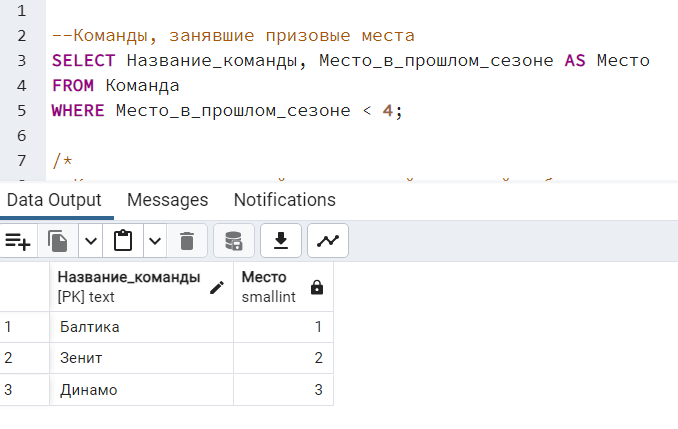 1
2 --Команды, занявшие призовые места
3 SELECT Название_команды, Место_в_прошлом_сезоне AS Место
4 FROM Команда
5 WHERE Место_в_прошлом_сезоне < 4;
6
7 /*
Data Output Messages Notifications
Название_команды Место
[PK] text smallint
1 Балтика 1
2 Зенит 2
3 Динамо 3